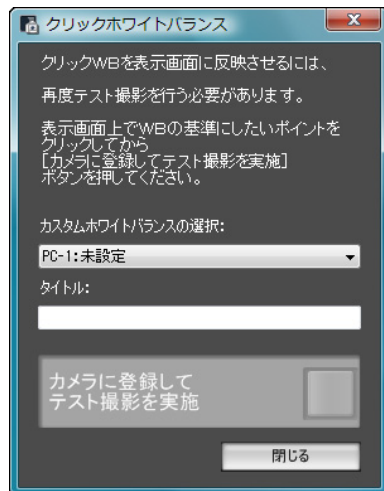 クリックホワイトバランス
クリックWBを表示画面に反映させるには、
再度テスト撮影を行う必要があります。
表示画面上でWBの基準にしたいポイントを
クリックしてから
[カメラに登録してテスト撮影を実施]
ボタンを押してください。
カスタムホワイトバランスの選択:
PC-1:未設定
タイトル:
カメラに登録して
テスト撮影を実施
閉じる